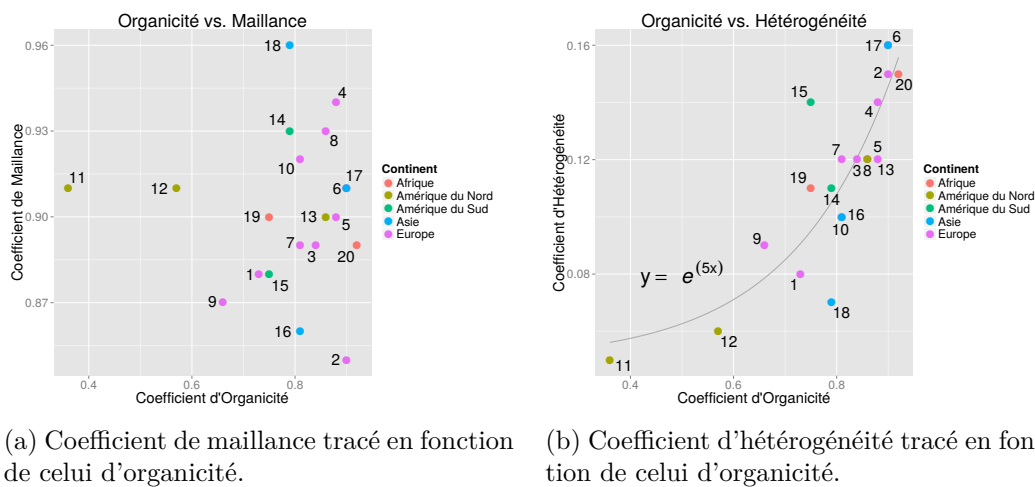 Organicité vs. Maillance
0.96
0.93
0.90
0.87
0.4
0.6
0.8
Coefficient de Maillance
Coefficient d'Organicité
18
4
14
8
10
11
12
17
6
19
13
5
7
3
20
1
15
9
16
2
Continent
Afrique
Amérique du Nord
Amérique du Sud
Asie
Europe
Organicité vs. Hétérogénéité
0.16
0.12
0.08
0.4
0.6
0.8
Coefficient d'Hétérogénéité
Coefficient d'Organicité
6
17
2
20
15
4
7
5
3
8
13
19
14
16
10
9
y = e(5x)
1
18
12
11
Continent
Afrique
Amérique du Nord
Amérique du Sud
Asie
Europe
(a) Coefficient de maillance tracé en fonction
de celui d'organicité.
(b) Coefficient d'hétérogénéité tracé en fon
tion de celui d'organicité.